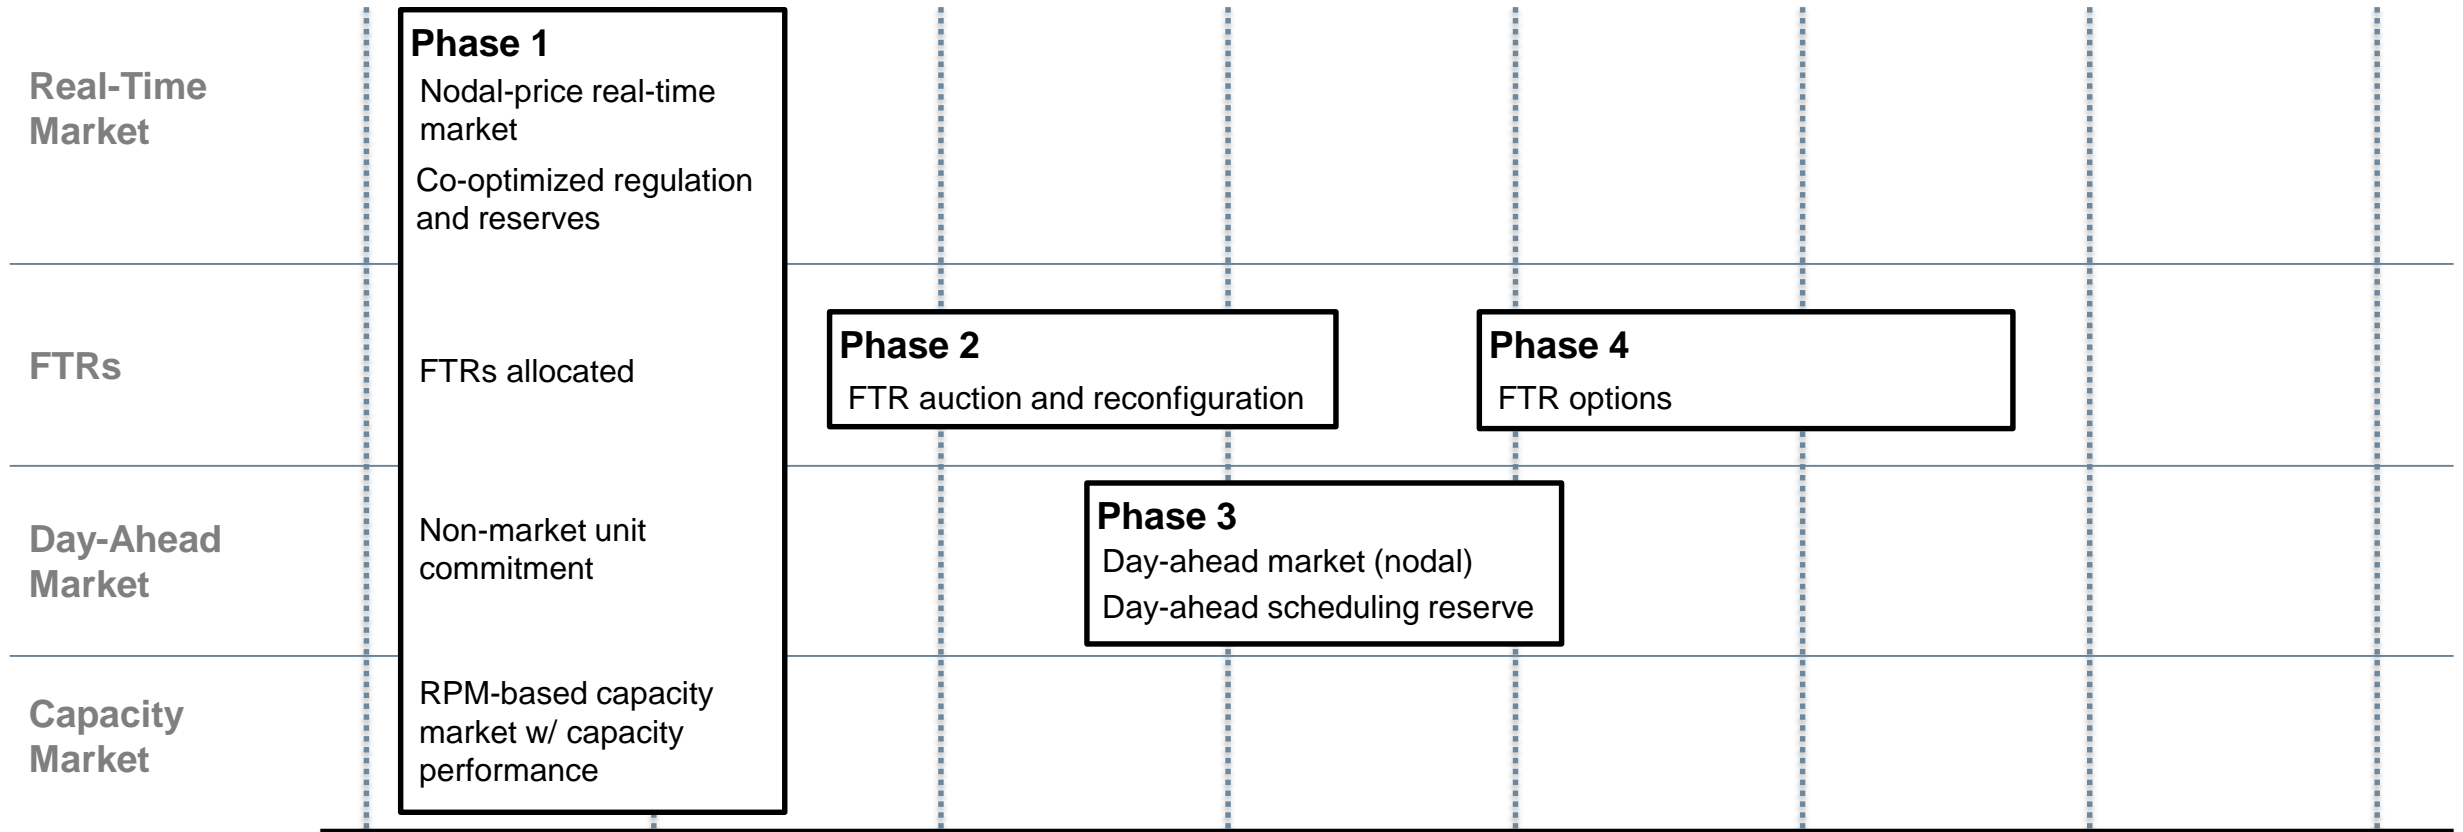 Real-Time
Market
Phase 1
Nodal-price real-time
market
Co-optimized regulation
and reserves
FTRs
FTRs allocated
Phase 2
FTR auction and reconfiguration
Phase 4
FTR options
Day-Ahead
Market
Non-market unit
commitment
Phase 3
Day-ahead market (nodal)
Day-ahead scheduling reserve
Capacity
Market
RPM-based capacity
market w/ capacity
performance